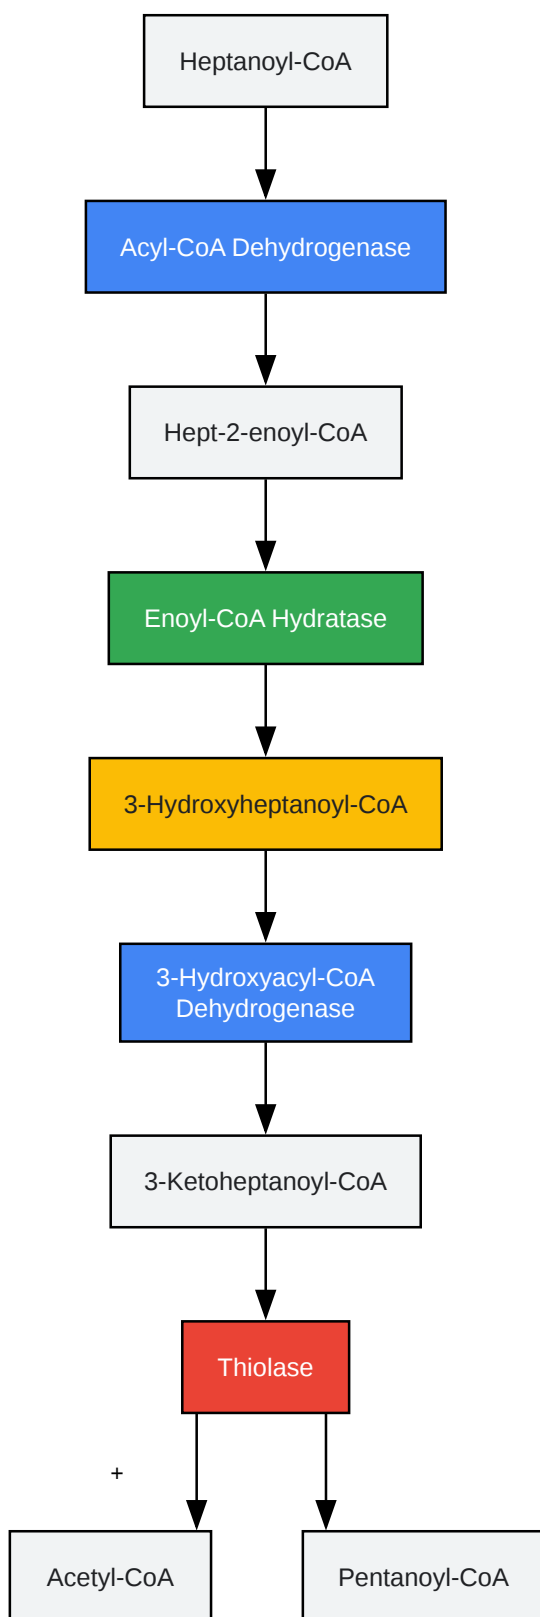 Heptanoyl-CoA
Acyl-CoA Dehydrogenase
Hept-2-enoyl-CoA
Enoyl-CoA Hydratase
3-Hydroxyheptanoyl-CoA
3-Hydroxyacyl-CoA
Dehydrogenase
3-Ketoheptanoyl-CoA
Thiolase
+
Acetyl-CoA
Pentanoyl-CoA